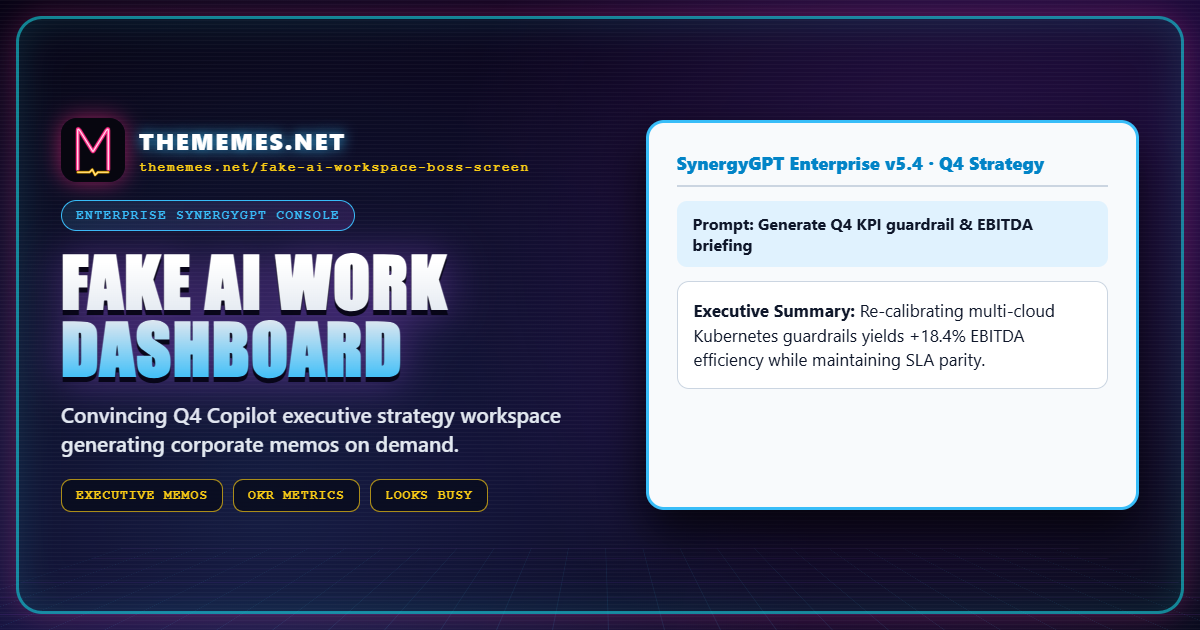 THEMEMES.NET
thememes.net/fake-ai-workspace-boss-screen
ENTERPRISE SYNERGYGPT CONSOLE
FAKE AI WORK
DASHBOARD
Convincing Q4 Copilot executive strategy workspace
generating corporate memos on demand.
EXECUTIVE MEMOS
OKR METRICS
LOOKS BUSY
SynergyGPT Enterprise v5.4 · Q4 Strategy
Prompt: Generate Q4 KPI guardrail & EBITDA
briefing
Executive Summary: Re-calibrating multi-cloud
Kubernetes guardrails yields +18.4% EBITDA
efficiency while maintaining SLA parity.